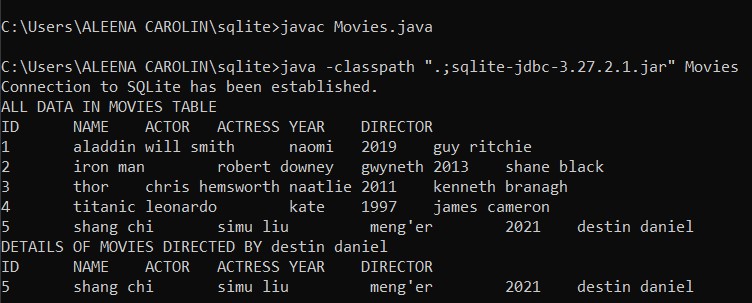 C:\Users\ALEENA CAROLIN\sqlite>javac Movies.java
C:\Users\ALEENA CAROLIN\sqlite>java -classpath ".;sqlite-jdbc-3.27.2.1.jar" Movies
Connection to SQLite has been established.
ALL DATA IN MOVIES TABLE
ID NAME ACTOR ACTRESS YEAR DIRECTOR
1 aladdin will smith naomi 2019 guy ritchie
2 iron man robert downey gwyneth 2013 shane black
3 thor chris hemsworth naatlie 2011 kenneth branagh
4 titanic leonardo kate 1997 james cameron
5 shang chi simu liu meng'er 2021 destin daniel
DETAILS OF MOVIES DIRECTED BY destin daniel
ID NAME ACTOR ACTRESS YEAR DIRECTOR
5 shang chi simu liu meng'er 2021 destin daniel